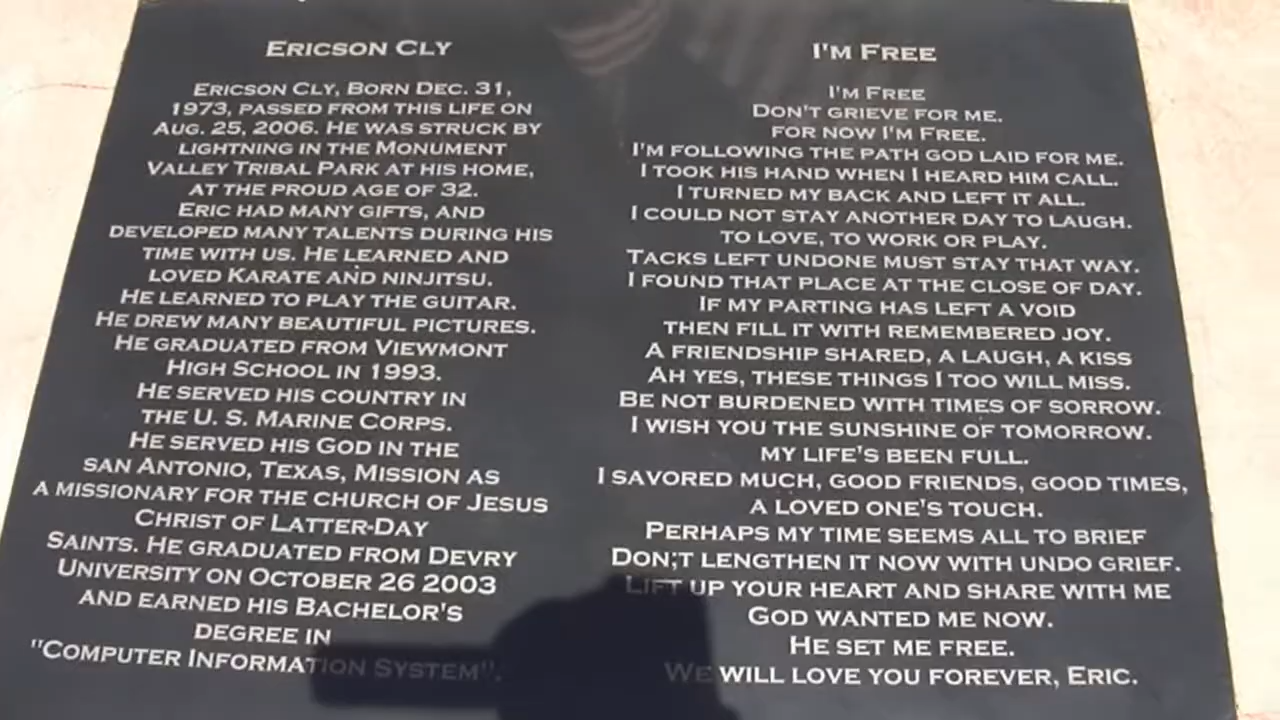 ERICSON CLY
ERICSON CLY, BORN DEC. 31,
1973, PASSED FROM THIS LIFE ON
AUG. 25, 2006. HE WAS STRUCK BY
LIGHTNING IN THE MONUMENT
VALLEY TRIBAL PARK AT HIS HOME,
AT THE PROUD AGE OF 32.
ERIC HAD MANY GIFTS, AND
DEVELOPED MANY TALENTS DURING HIS
TIME WITH US. HE LEARNED AND
LOVED KARATE AND NINJITSU.
HE LEARNED TO PLAY THE GUITAR.
HE DREW MANY BEAUTIFUL PICTURES.
HE GRADUATED FROM VIEWMONT
HIGH SCHOOL IN 1993.
HE SERVED HIS COUNTRY IN
THE U. S. MARINE CORPS.
HE SERVED HIS GOD IN THE
SAN ANTONIO, TEXAS, MISSION AS
A MISSIONARY FOR THE CHURCH OF JESUS
CHRIST OF LATTER-DAY
SAINTS. HE GRADUATED FROM DEVRY
UNIVERSITY ON OCTOBER 26 2003
AND EARNED HIS BACHELOR'S
DEGREE IN
"COMPUTER INFORMATION SYSTEM".
I'M FREE
I'M FREE
DON'T GRIEVE FOR ME.
FOR NOW I'M FREE.
I'M FOLLOWING THE PATH GOD LAID FOR ME.
I TOOK HIS HAND WHEN I HEARD HIM CALL.
I TURNED MY BACK AND LEFT IT ALL.
I COULD NOT STAY ANOTHER DAY TO LAUGH.
TO LOVE, TO WORK OR PLAY.
TACKS LEFT UNDONE MUST STAY THAT WAY.
I FOUND THAT PLACE AT THE CLOSE OF DAY.
IF MY PARTING HAS LEFT A VOID
THEN FILL IT WITH REMEMBERED JOY.
A FRIENDSHIP SHARED, A LAUGH, A KISS
AH YES, THESE THINGS I TOO WILL MISS.
BE NOT BURDENED WITH TIMES OF SORROW.
I WISH YOU THE SUNSHINE OF TOMORROW.
MY LIFE'S BEEN FULL.
I SAVORED MUCH, GOOD FRIENDS, GOOD TIMES,
A LOVED ONE'S TOUCH.
PERHAPS MY TIME SEEMS ALL TO BRIEF
DON;T LENGTHEN IT NOW WITH UNDO GRIEF.
LIFT UP YOUR HEART AND SHARE WITH ME
GOD WANTED ME NOW.
HE SET ME FREE.
WE WILL LOVE YOU FOREVER, ERIC.